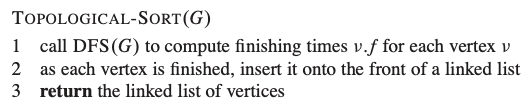 TOPOLOGICAL-SORT(G)
1 call DFS(G) to compute finishing times v.f for each vertex v
2 as each vertex is finished, insert it onto the front of a linked list
3 return the linked list of vertices